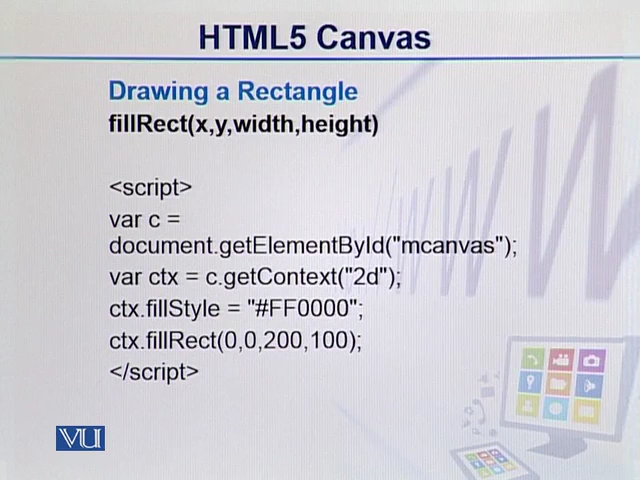 HTML5 Canvas
Drawing a Rectangle
fillRect(x,y,width,height)
<script>
var c =
document.getElementById("mcanvas");
var ctx = c.getContext("2d");
ctx.fillStyle = "#FF0000";
ctx.fillRect(0,0,200,100);
</script>
VU